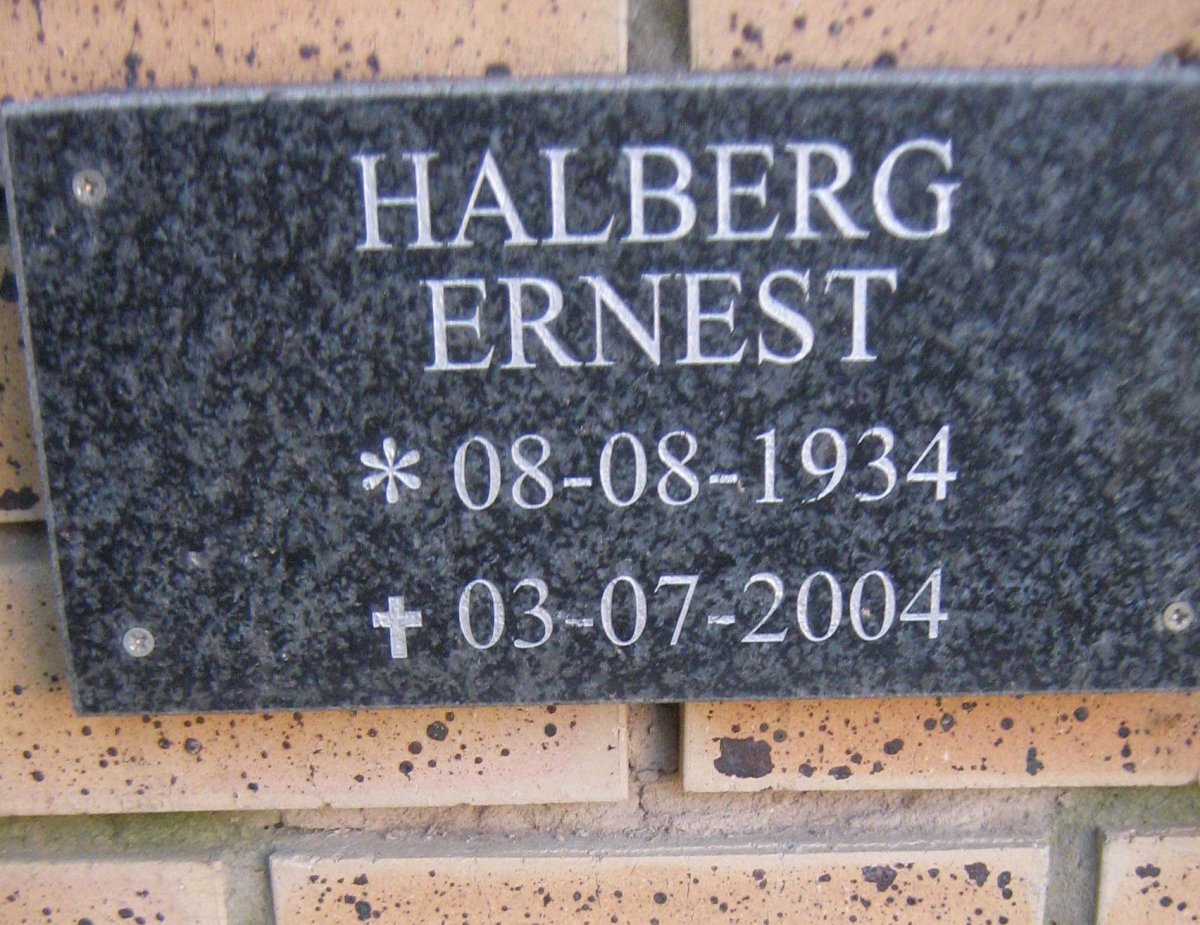 HALBERG
ERNEST
* 08-08-1934
✝ 03-07-2004